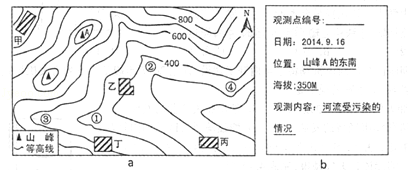 甲
A
800
N
600
②
400
乙
④
③
①
▲山 峰
等高线
丁
丙
a
观测点编号:
日期: 2014.9.16
位置: 山峰A的东南
海拔:350M
观测内容: 河流受污染的
情况
b